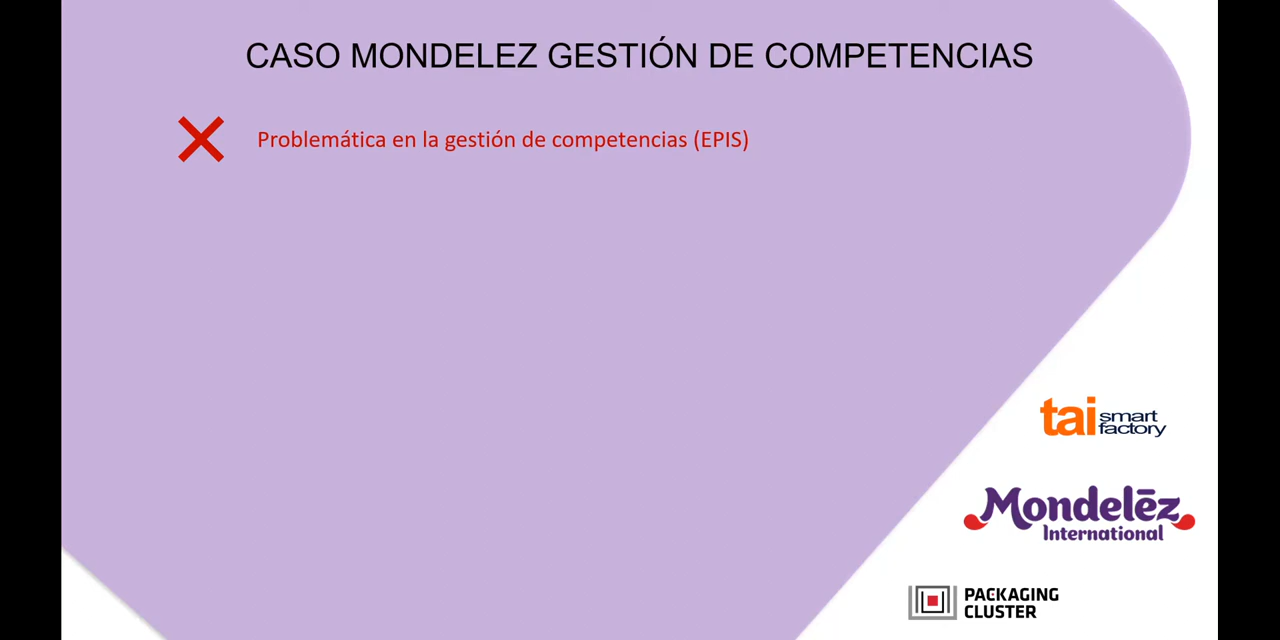 CASO MONDELEZ GESTIÓN DE COMPETENCIAS
Problemática en la gestión de competencias (EPIS)
tai smart factory
Mondelēz
International
PACKAGING
CLUSTER